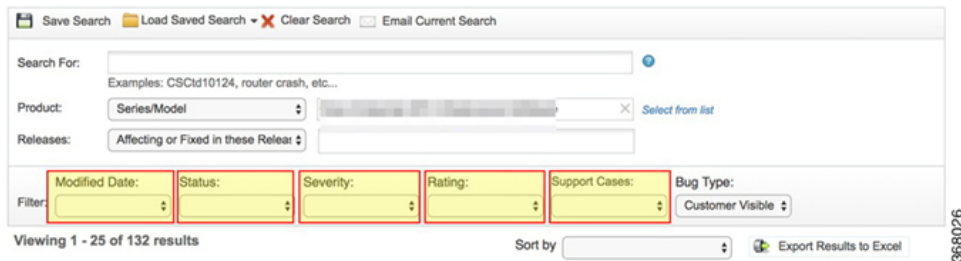 Save Search Load Saved Search Clear Search Email Current Search
Search For:
Examples: CSCtd10124, router crash, etc...
Product: Series/Model Select from list
Releases: Affecting or Fixed in these Releas
Modified Date: Status: Severity: Rating: Support Cases: Bug Type:
Filter: Customer Visible
Viewing 1 - 25 of 132 results Sort by Export Results to Excel
368026